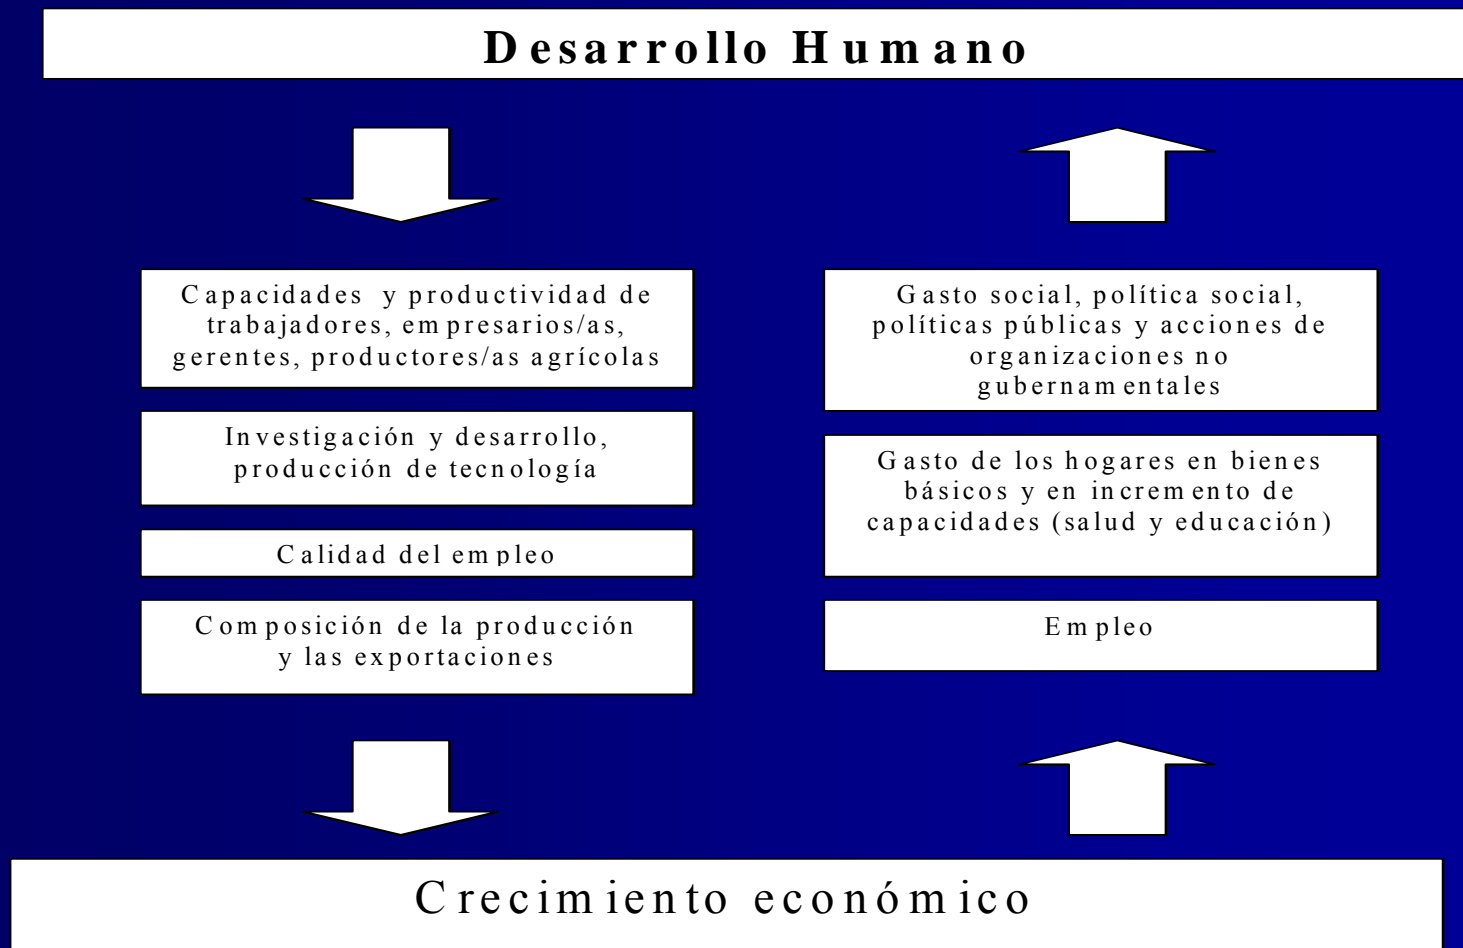 Desarrollo Humano
Capacidades y productividad de
trabajadores, empresarios/as,
gerentes, productores/as agrícolas
Investigación y desarrollo,
producción de tecnología
Calidad del empleo
Composición de la producción
y las exportaciones
Gasto social, política social,
políticas públicas y acciones de
organizaciones no
gubernamentales
Gasto de los hogares en bienes
básicos y en incremento de
capacidades (salud y educación)
Empleo
Crecimiento económico